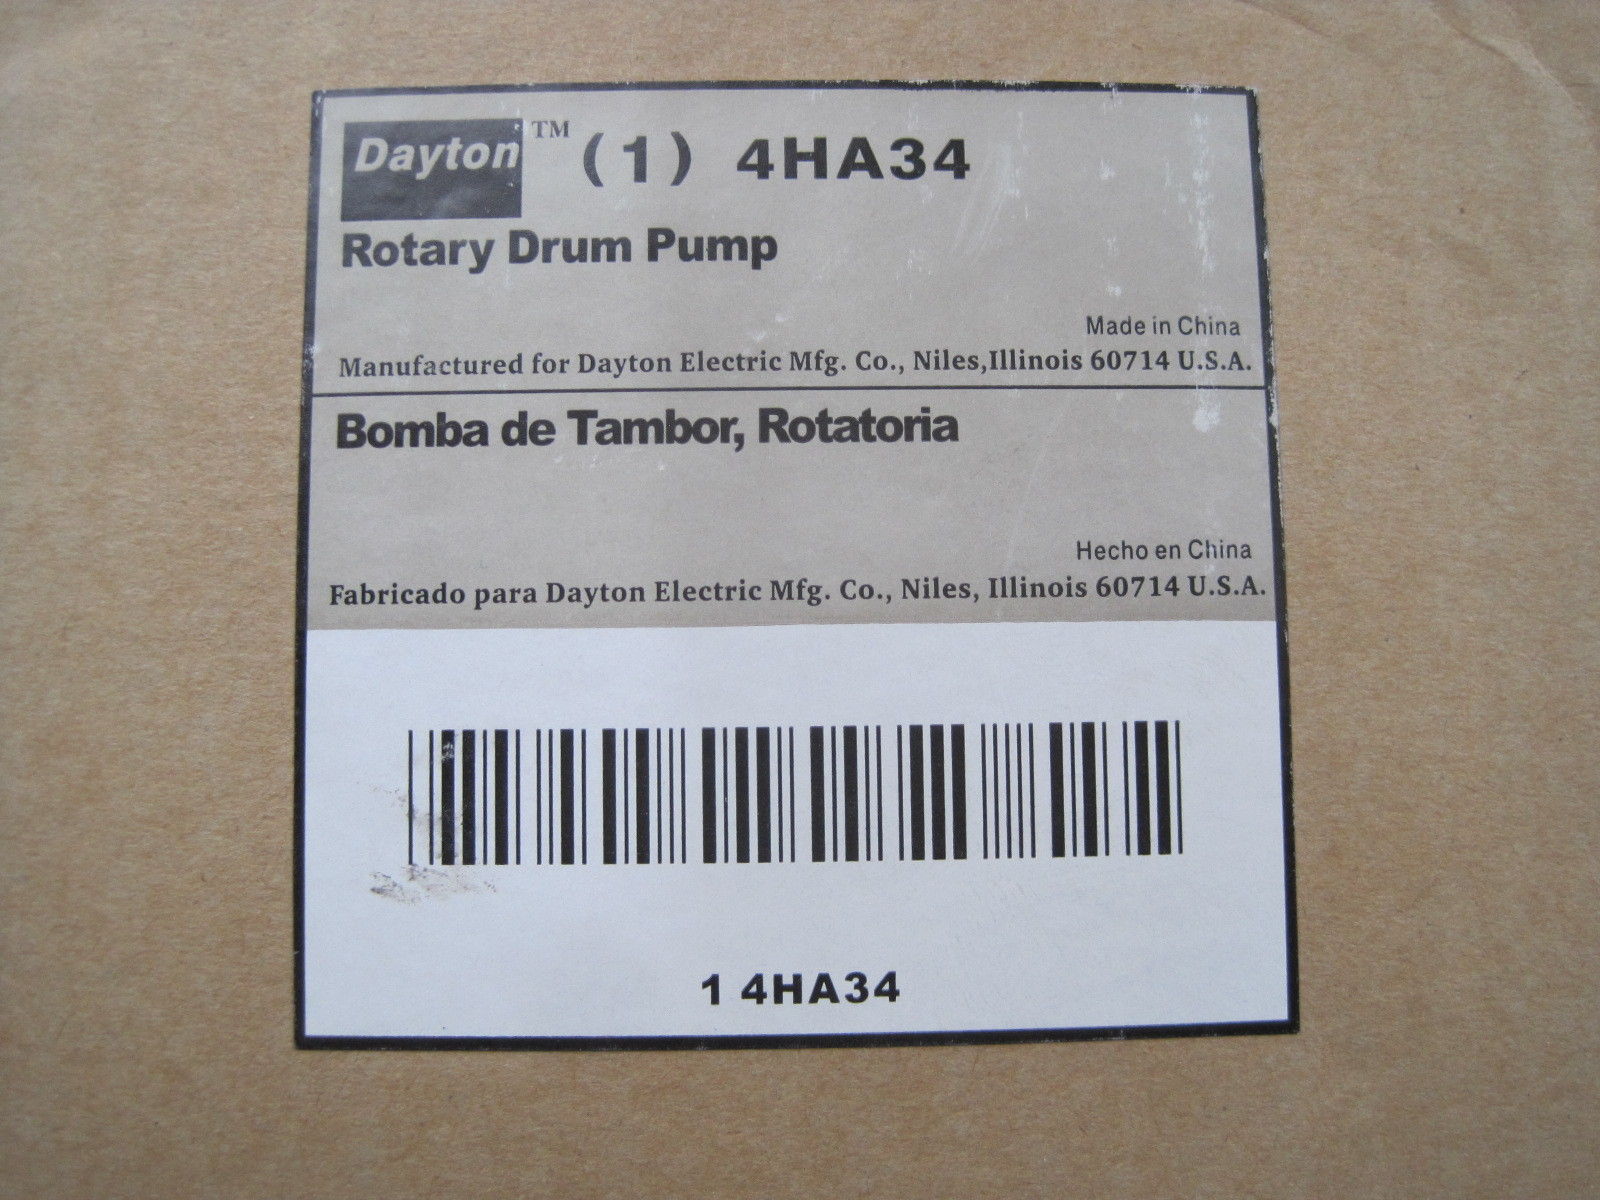 Dayton™ (1) 4HA34
Rotary Drum Pump
Made in China
Manufactured for Dayton Electric Mfg. Co., Niles,Illinois 60714 U.S.A.
Bomba de Tambor, Rotatoria
Hecho en China
Fabricado para Dayton Electric Mfg. Co., Niles, Illinois 60714 U.S.A.
1 4HA34